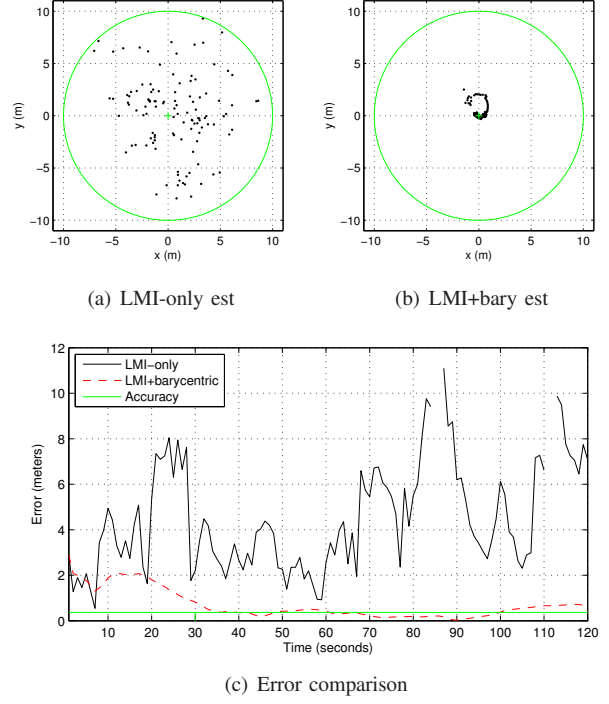 10
5
0
−5
−10
y (m)
−10 −5 0 5 10
x (m)
(a) LMI-only est
10
5
0
−5
−10
y (m)
−10 −5 0 5 10
x (m)
(b) LMI+bary est
12
10
8
6
4
2
0
Error (meters)
LMI−only
LMI+barycentric
Accuracy
10 20 30 40 50 60 70 80 90 100 110 120
Time (seconds)
(c) Error comparison